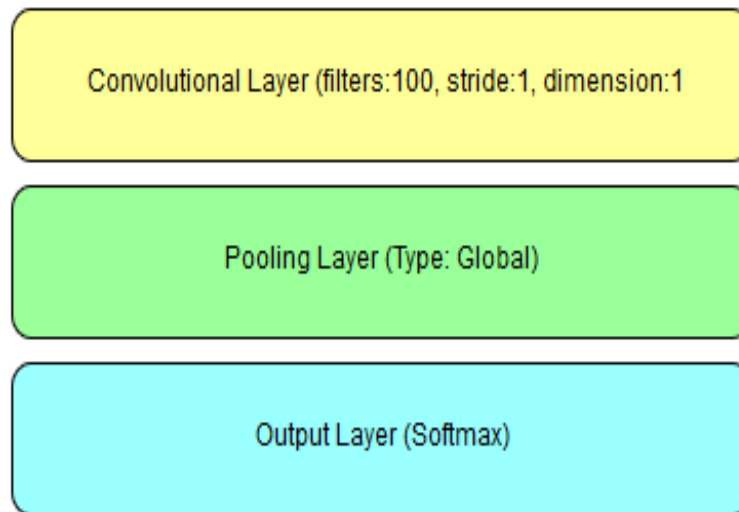 Convolutional Layer (filters:100, stride:1, dimension:1
Pooling Layer (Type: Global)
Output Layer (Softmax)